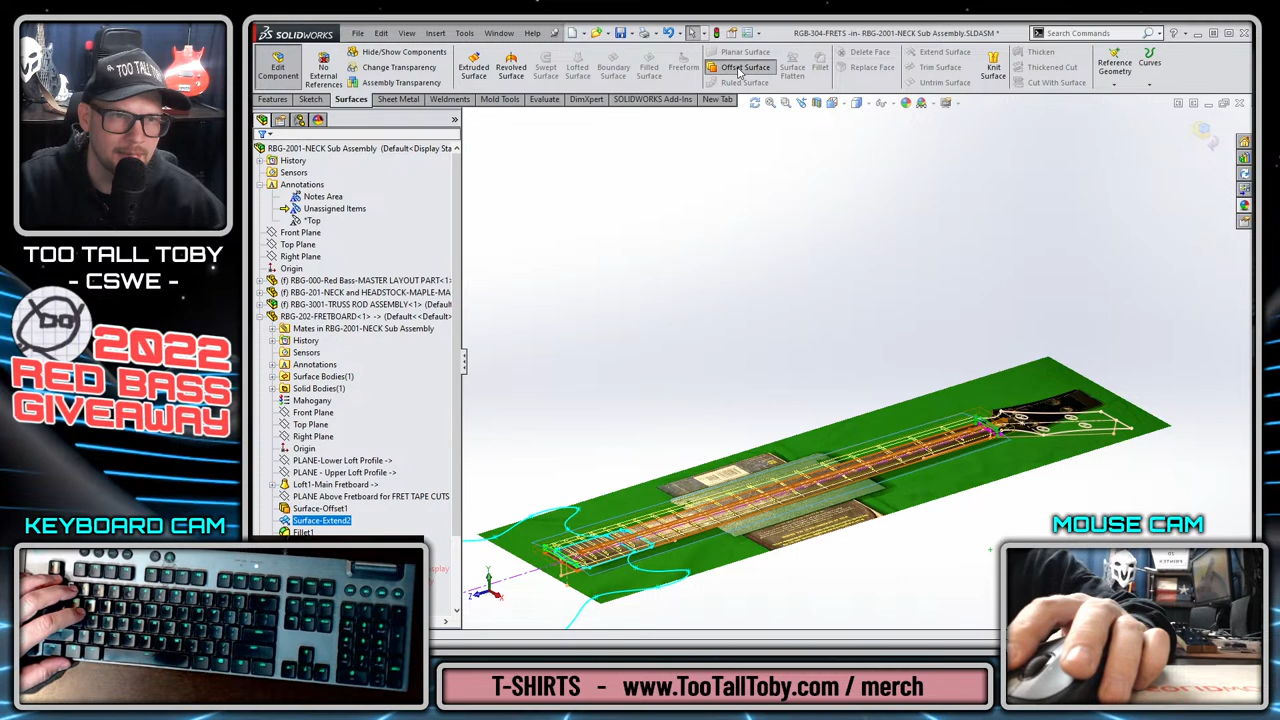 TOO TALL TOBY
TOO TALL TOBY
- CSWE -
2022
RED BASS
GIVEAWAY
KEYBOARD CAM
SOLIDWORKS
File
Edit
View
Insert
Tools
Window
Help
RGB-304-FRETS -in- RBG-2001-NECK Sub Assembly.SLDASM *
Search Commands
Edit Component
No External References
Hide/Show Components
Change Transparency
Assembly Transparency
Extruded Surface
Revolved Surface
Swept Surface
Lofted Surface
Boundary Surface
Filled Surface
Freeform
Planar Surface
Offset Surface
Ruled Surface
Surface Flatten
Fillet
Delete Face
Replace Face
Extend Surface
Trim Surface
Untrim Surface
Knit Surface
Thicken
Thickened Cut
Cut With Surface
Reference Geometry
Curves
Features
Sketch
Surfaces
Sheet Metal
Weldments
Mold Tools
Evaluate
DimXpert
SOLIDWORKS Add-Ins
New Tab
RBG-2001-NECK Sub Assembly (Default<Display Sta
History
Sensors
Annotations
Notes Area
Unassigned Items
*Top
Front Plane
Top Plane
Right Plane
Origin
(f) RBG-000-Red Bass-MASTER LAYOUT PART<1>
(f) RBG-201-NECK and HEADSTOCK-MAPLE-MA
(f) RBG-3001-TRUSS ROD ASSEMBLY<1> (Defau
RBG-202-FRETBOARD<1> -> (Default<<Default>
Mates in RBG-2001-NECK Sub Assembly
History
Sensors
Annotations
Surface Bodies(1)
Solid Bodies(1)
Mahogany
Front Plane
Top Plane
Right Plane
Origin
PLANE-Lower Loft Profile ->
PLANE - Upper Loft Profile ->
Loft1-Main Fretboard ->
PLANE Above Fretboard for FRET TAPE CUTS
Surface-Offset1
Surface-Extend2
Fillet1
MOUSE CAM
T-SHIRTS - www.TooTallToby.com / merch